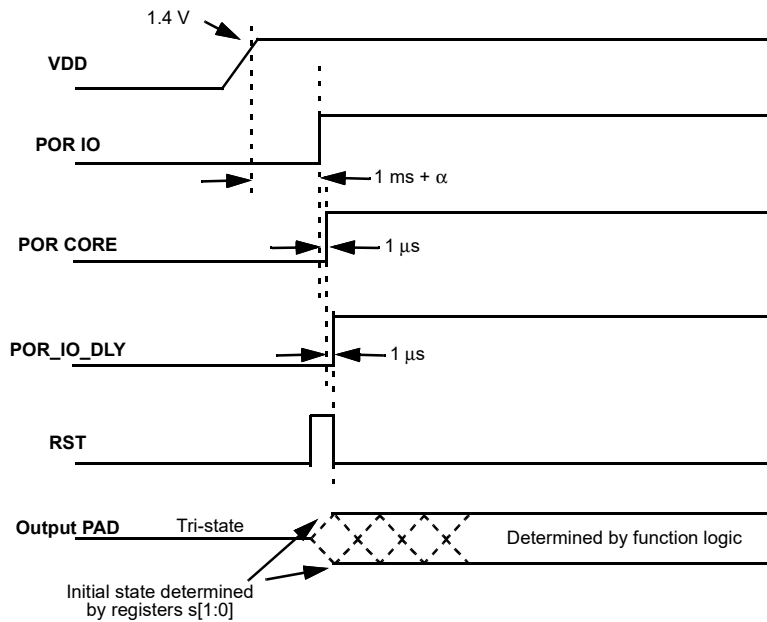 1.4 V
VDD
POR IO
1 ms + α
POR CORE
1 μs
POR_IO_DLY
1 μs
RST
Output PAD
Tri-state
Determined by function logic
Initial state determined
by registers s[1:0]